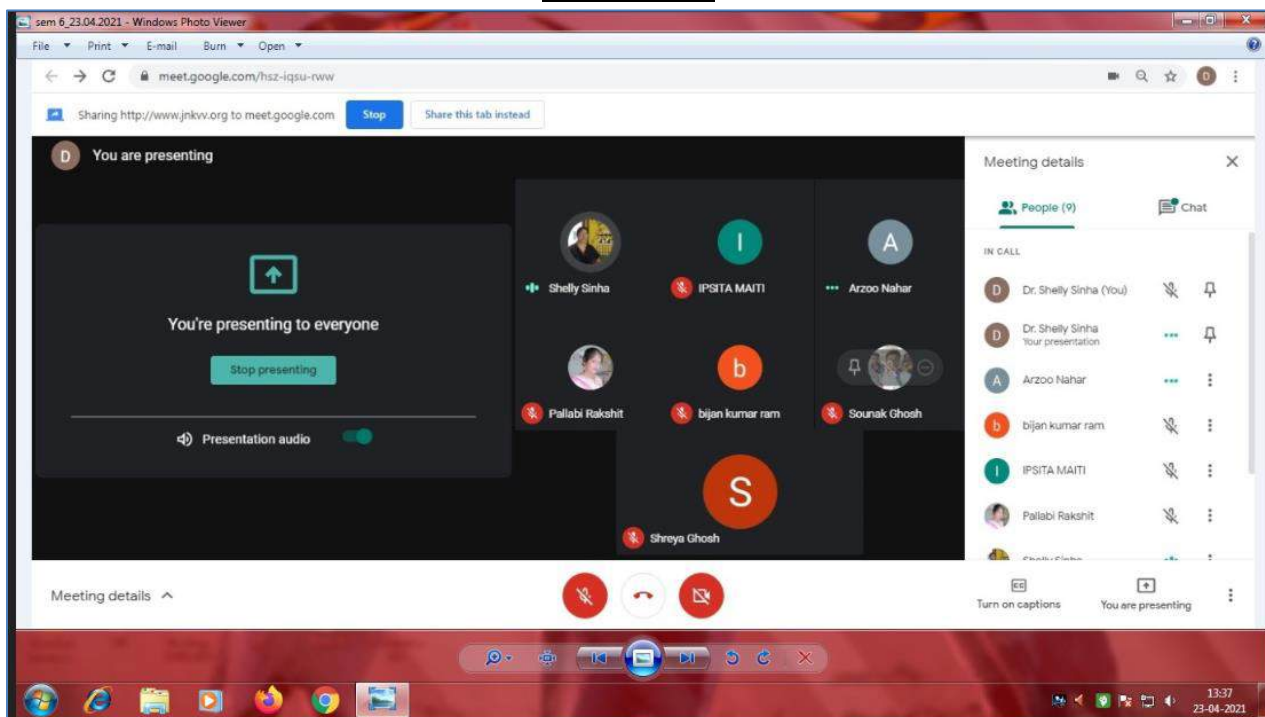 sem 6_23.04.2021 - Windows Photo Viewer
File Print E-mail Burn Open
meet.google.com/hsz-iqsu-rww
D
Sharing http://www.jnkvv.org to meet.google.com Stop Share this tab instead
D You are presenting
You're presenting to everyone
Stop presenting
Presentation audio
Shelly Sinha
I
IPSITA MAITI
A
Arzoo Nahar
Pallabi Rakshit
b
bijan kumar ram
Sounak Ghosh
S
Shreya Ghosh
Meeting details
People (9) Chat
IN CALL
D Dr. Shelly Sinha (You)
D Dr. Shelly Sinha
Your presentation
A Arzoo Nahar
b bijan kumar ram
I IPSITA MAITI
Pallabi Rakshit
Shelly Sinha
Meeting details
CC
Turn on captions
You are presenting
13:37
23-04-2021